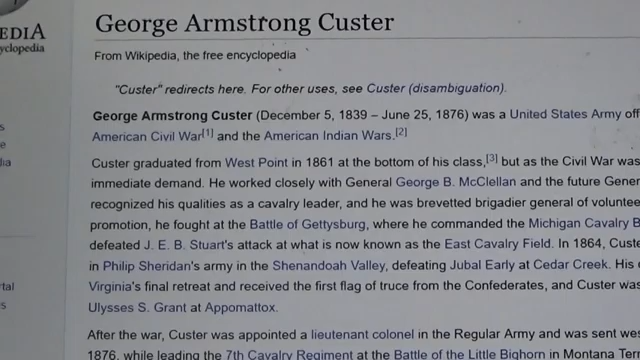 EDIA
yclopedia
George Armstrong Custer
From Wikipedia, the free encyclopedia
"Custer" redirects here. For other uses, see Custer (disambiguation).
George Armstrong Custer (December 5, 1839 – June 25, 1876) was a United States Army off
American Civil War[1] and the American Indian Wars.[2]
Custer graduated from West Point in 1861 at the bottom of his class,[3] but as the Civil War was
immediate demand. He worked closely with General George B. McClellan and the future Gener
recognized his qualities as a cavalry leader, and he was brevetted brigadier general of voluntee
promotion, he fought at the Battle of Gettysburg, where he commanded the Michigan Cavalry B
defeated J. E. B. Stuart's attack at what is now known as the East Cavalry Field. In 1864, Custe
in Philip Sheridan's army in the Shenandoah Valley, defeating Jubal Early at Cedar Creek. His
Virginia's final retreat and received the first flag of truce from the Confederates, and Custer was
Ulysses S. Grant at Appomattox.
After the war, Custer was appointed a lieutenant colonel in the Regular Army and was sent wes
1876, while leading the 7th Cavalry Regiment at the Battle of the Little Bighorn in Montana Terr
s
e
dia
rtal
s